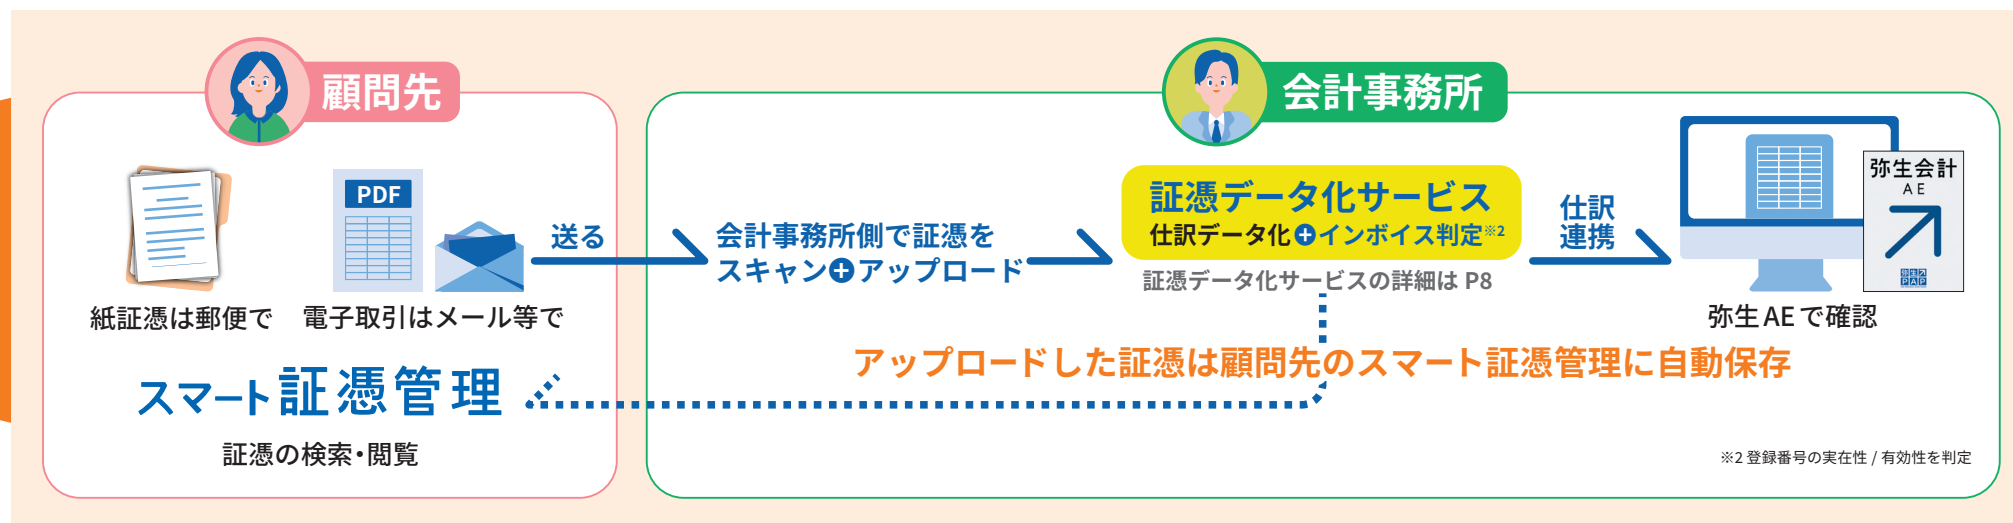 顧問先
会計事務所
PDF
送る
紙証憑は郵便で
電子取引はメール等で
スマート証憑管理
証憑の検索・閲覧
会計事務所側で証憑を
スキャン+アップロード
証憑データ化サービス
仕訳データ化+インボイス判定※2
証憑データ化サービスの詳細は P8
仕訳
連携
弥生会計
AE
弥生
PAP
弥生 AE で確認
アップロードした証憑は顧問先のスマート証憑管理に自動保存
※2 登録番号の実在性 / 有効性を判定